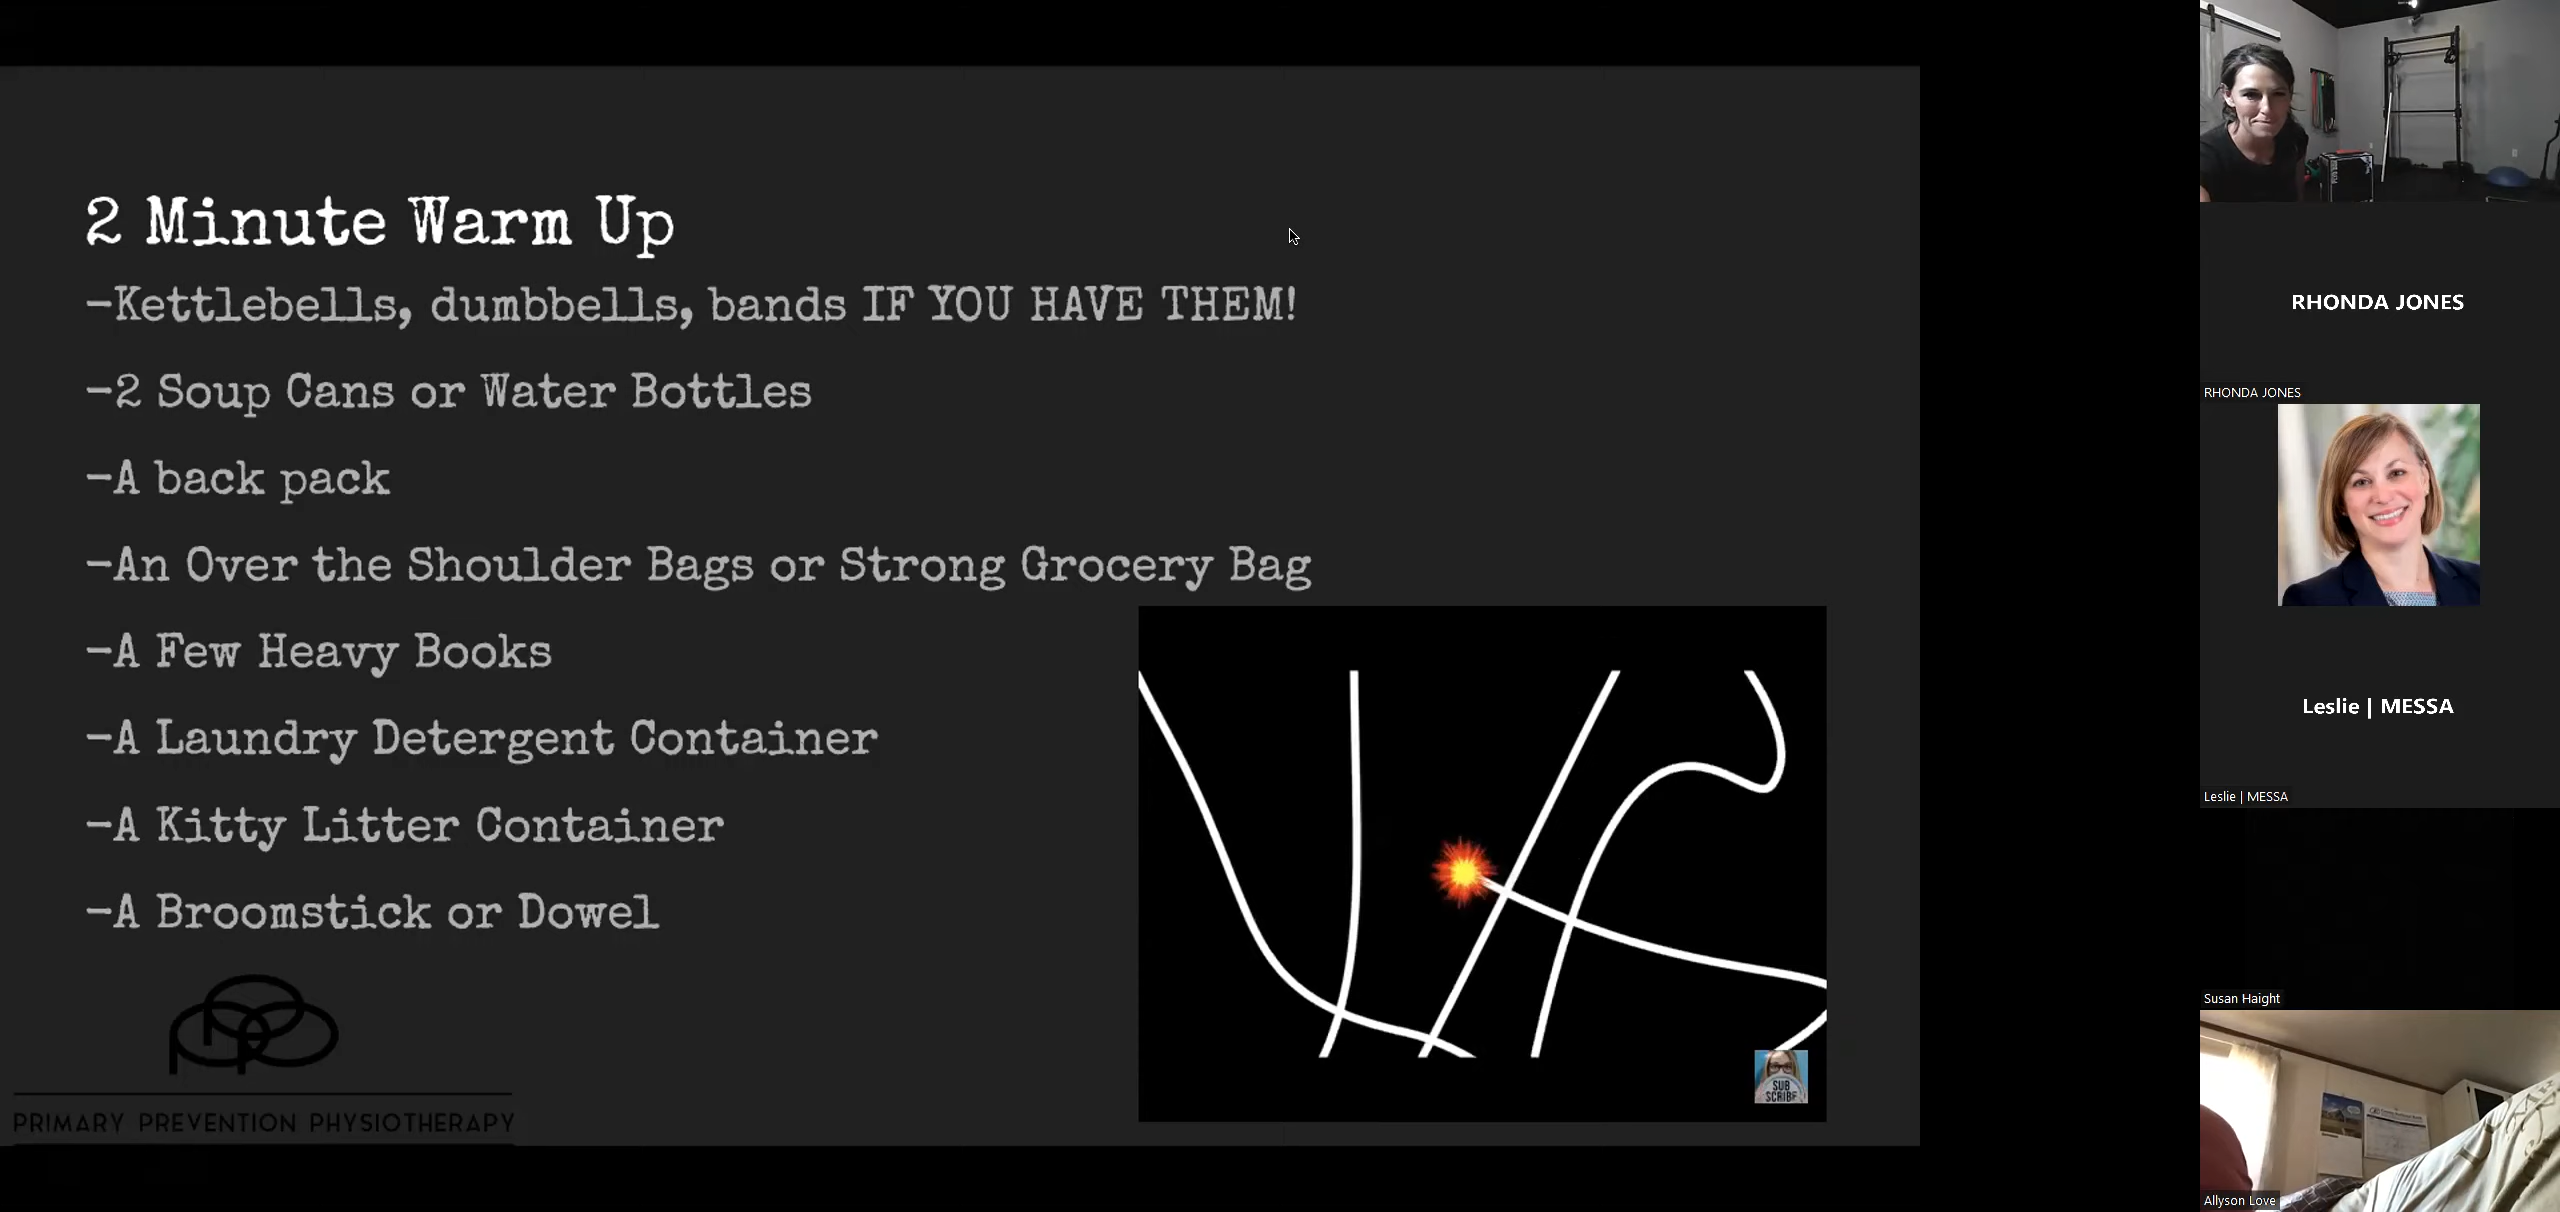 2 Minute Warm Up
-Kettlebells, dumbbells, bands IF YOU HAVE THEM!
-2 Soup Cans or Water Bottles
-A back pack
-An Over the Shoulder Bags or Strong Grocery Bag
-A Few Heavy Books
-A Laundry Detergent Container
-A Kitty Litter Container
-A Broomstick or Dowel
PRIMARY PREVENTION PHYSIOTHERAPY
SUB
SCRIBE
RHONDA JONES
RHONDA JONES
Leslie | MESSA
Leslie | MESSA
Susan Haight
Allyson Love